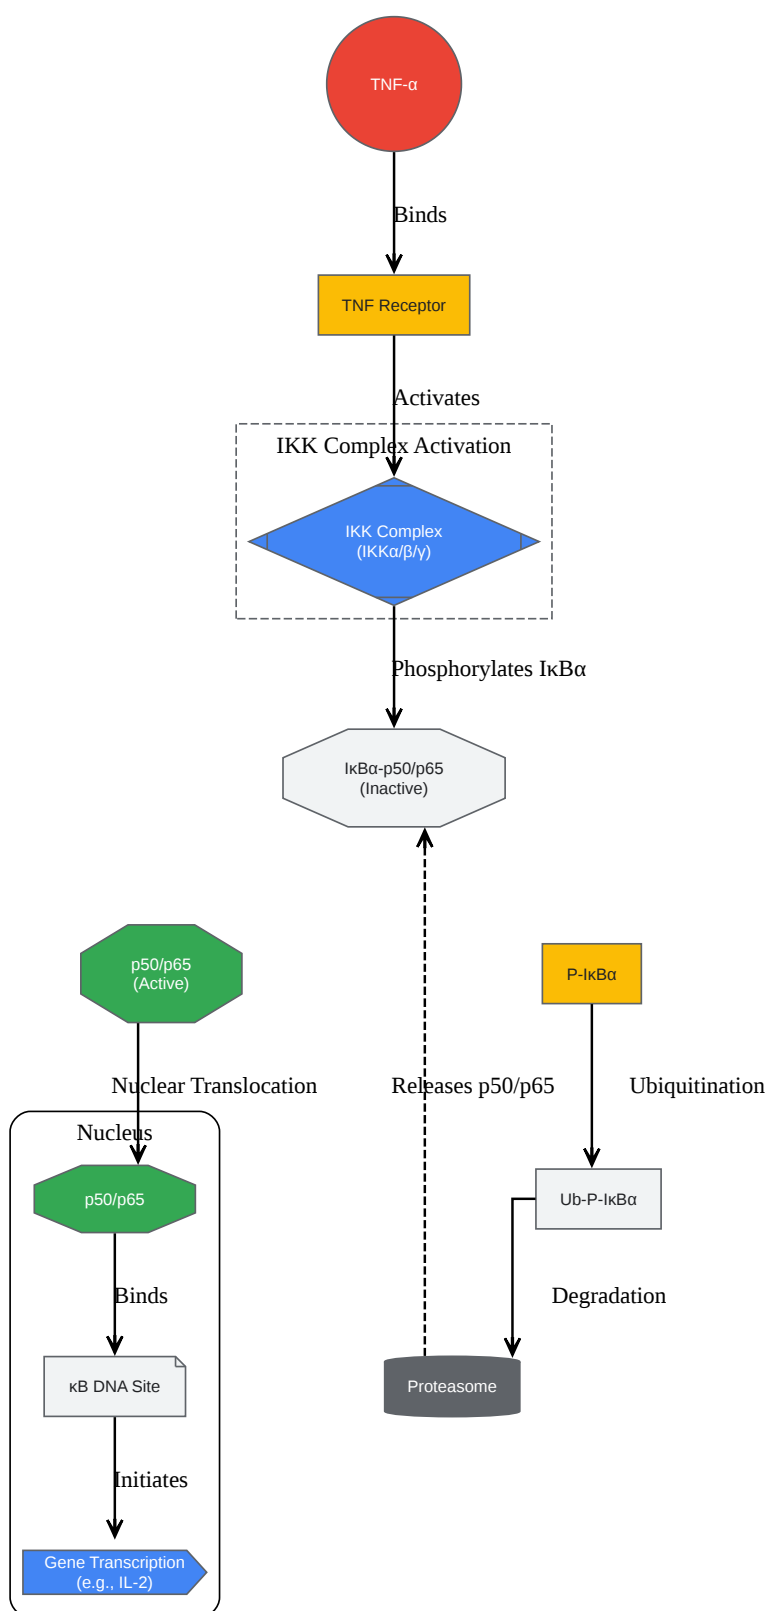 TNF-α
Binds
TNF Receptor
Activates
IKK Complex Activation
IKK Complex
(IKKα/β/γ)
Phosphorylates IκBα
IκBα-p50/p65
(Inactive)
p50/p65
(Active)
P-IκBα
Nuclear Translocation
Releases p50/p65
Ubiquitination
Nucleus
p50/p65
Ub-P-IκBα
Binds
Degradation
κB DNA Site
Proteasome
Initiates
Gene Transcription
(e.g., IL-2)